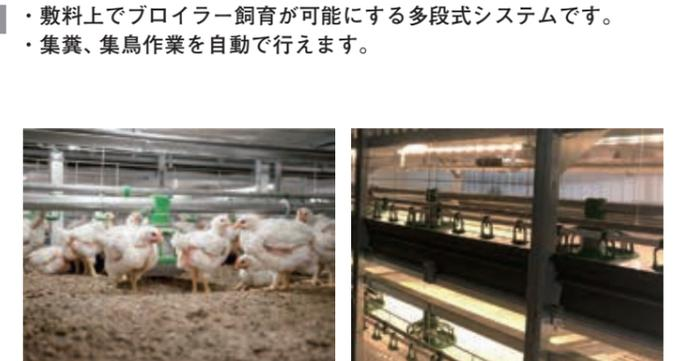 ・敷料上でブロイラー飼育が可能にする多段式システムです。
・集糞、集鳥作業を自動で行えます。